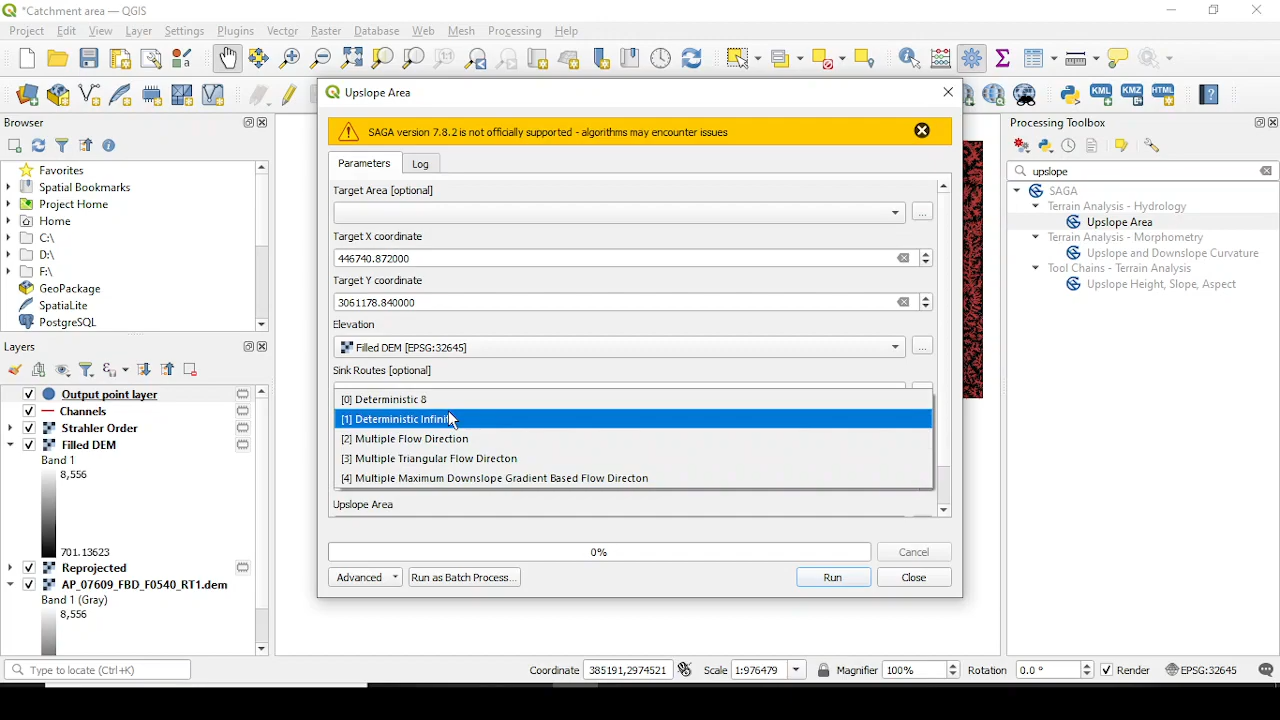 *Catchment area — QGIS
Project Edit View Layer Settings Plugins Vector Raster Database Web Mesh Processing Help
Upslope Area
SAGA version 7.8.2 is not officially supported - algorithms may encounter issues
Parameters
Log
Target Area [optional]
Target X coordinate
446740.872000
Target Y coordinate
3061178.840000
Elevation
Filled DEM [EPSG:32645]
Sink Routes [optional]
[0] Deterministic 8
[1] Deterministic Infinit
[2] Multiple Flow Direction
[3] Multiple Triangular Flow Directon
[4] Multiple Maximum Downslope Gradient Based Flow Directon
Upslope Area
0%
Cancel
Advanced
Run as Batch Process...
Run
Close
Browser
Favorites
Spatial Bookmarks
Project Home
Home
C:\
D:\
F:\
GeoPackage
SpatiaLite
PostgreSQL
Layers
Output point layer
Channels
Strahler Order
Filled DEM
Band 1
8,556
701.13623
Reprojected
AP_07609_FBD_F0540_RT1.dem
Band 1 (Gray)
8,556
KML
KMZ
HTML
Processing Toolbox
upslope
SAGA
Terrain Analysis - Hydrology
Upslope Area
Terrain Analysis - Morphometry
Upslope and Downslope Curvature
Tool Chains - Terrain Analysis
Upslope Height, Slope, Aspect
Type to locate (Ctrl+K)
Coordinate 385191,2974521 Scale 1:976479 Magnifier 100% Rotation 0.0 ° Render EPSG:32645